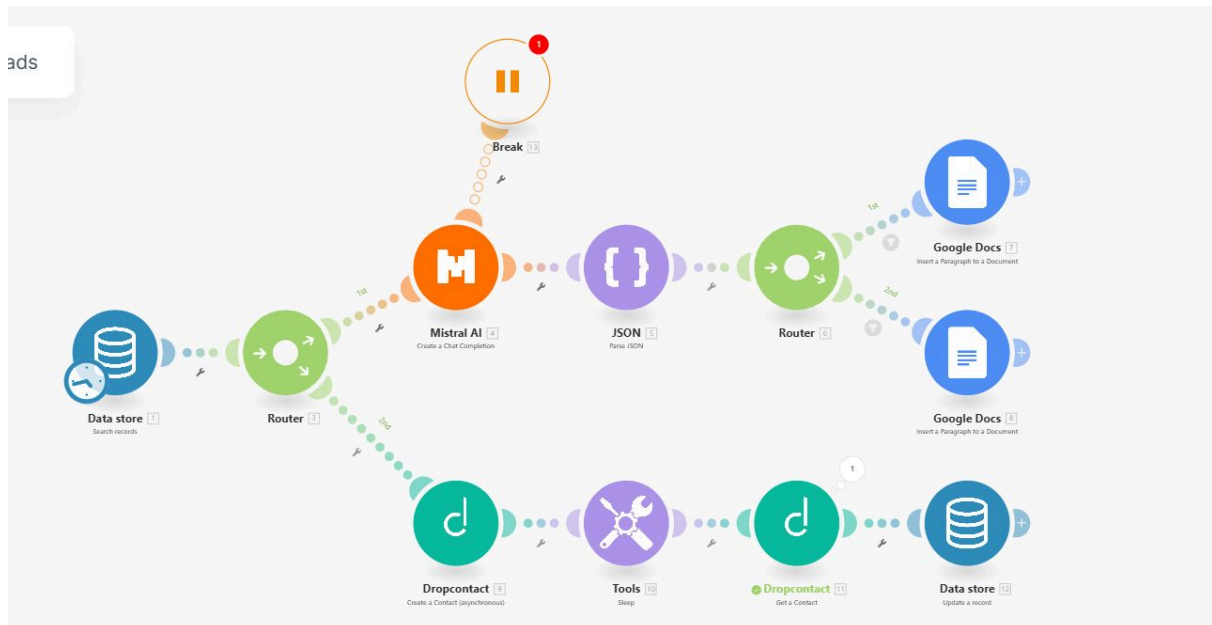 ads
1
Break 13
1st
Google Docs 7
Insert a Paragraph to a Document
1st
Mistral AI 4
Create a Chat Completion
JSON 5
Parse JSON
Router 6
2nd
Data store 1
Search records
Router 3
2nd
Google Docs 8
Insert a Paragraph to a Document
1
Dropcontact 9
Create a Contact (asynchronous)
Tools 10
Sleep
Dropcontact 11
Get a Contact
Data store 12
Update a record